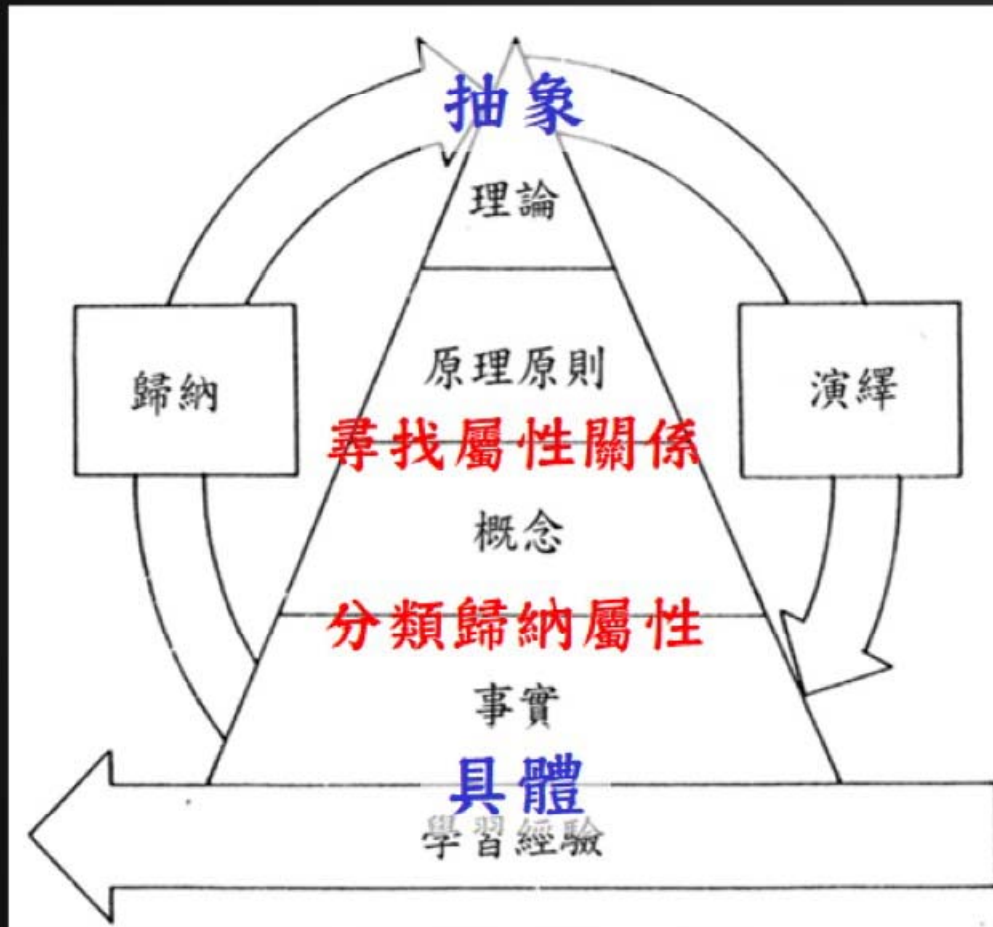 抽象
理論
歸納
原理原則
演繹
尋找屬性關係
概念
分類歸納屬性
事實
具體
學習經驗